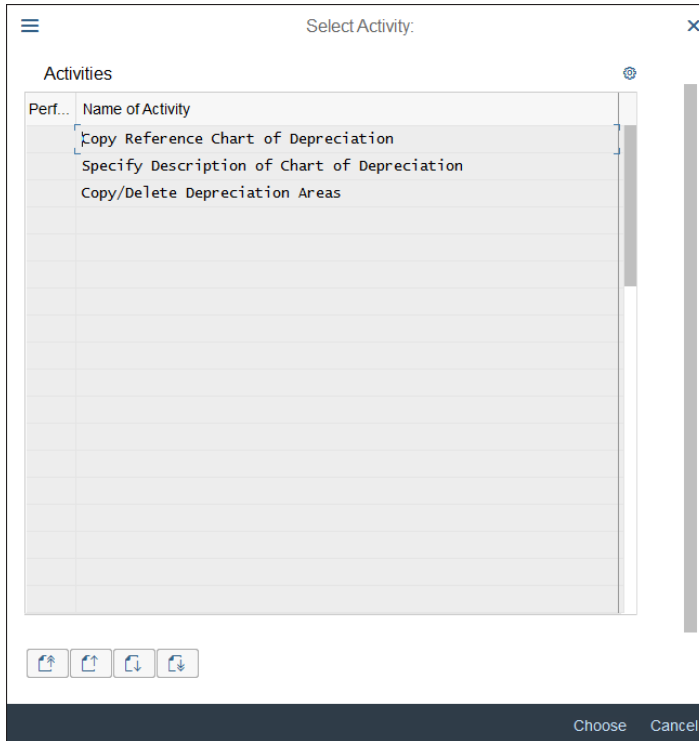 Select Activity:
Activities
Perf... Name of Activity
Copy Reference Chart of Depreciation
Specify Description of Chart of Depreciation
Copy/Delete Depreciation Areas
Choose Cancel